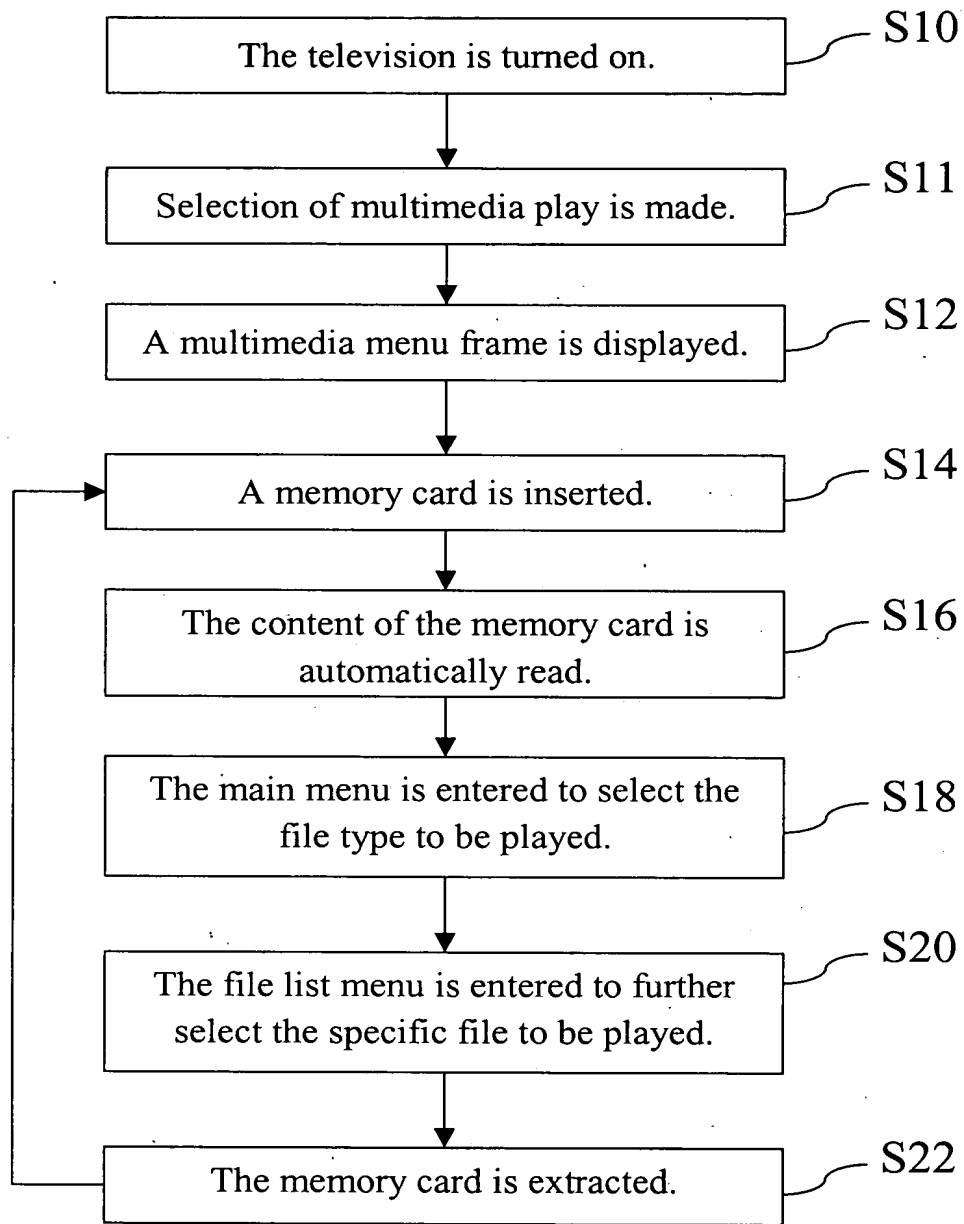 The television is turned on.
S10
Selection of multimedia play is made.
S11
A multimedia menu frame is displayed.
S12
A memory card is inserted.
S14
The content of the memory card is
automatically read.
S16
The main menu is entered to select the
file type to be played.
S18
The file list menu is entered to further
select the specific file to be played.
S20
The memory card is extracted.
S22